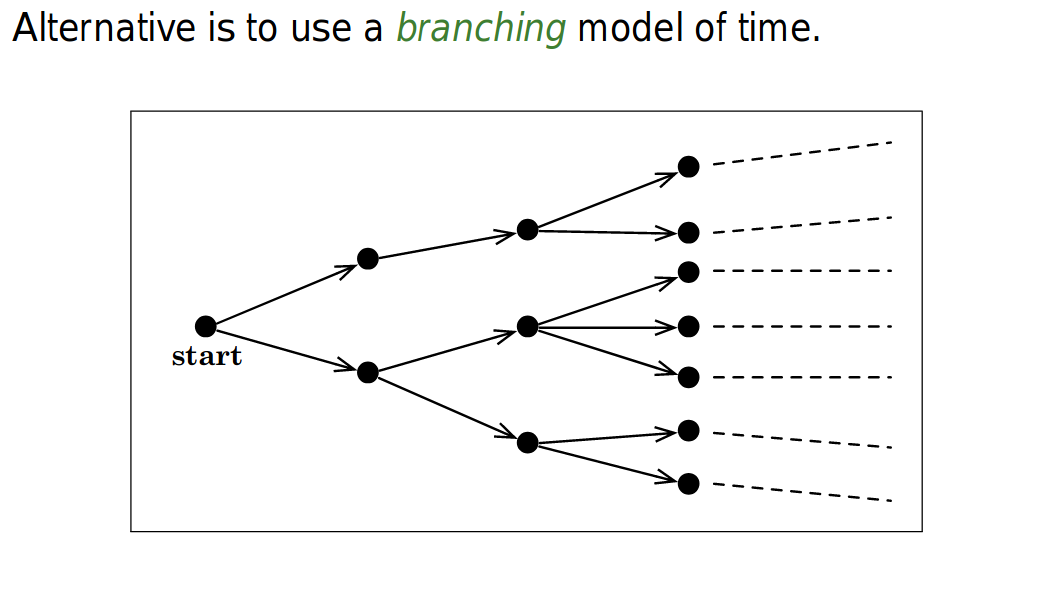 Alternative is to use a branching model of time.
start